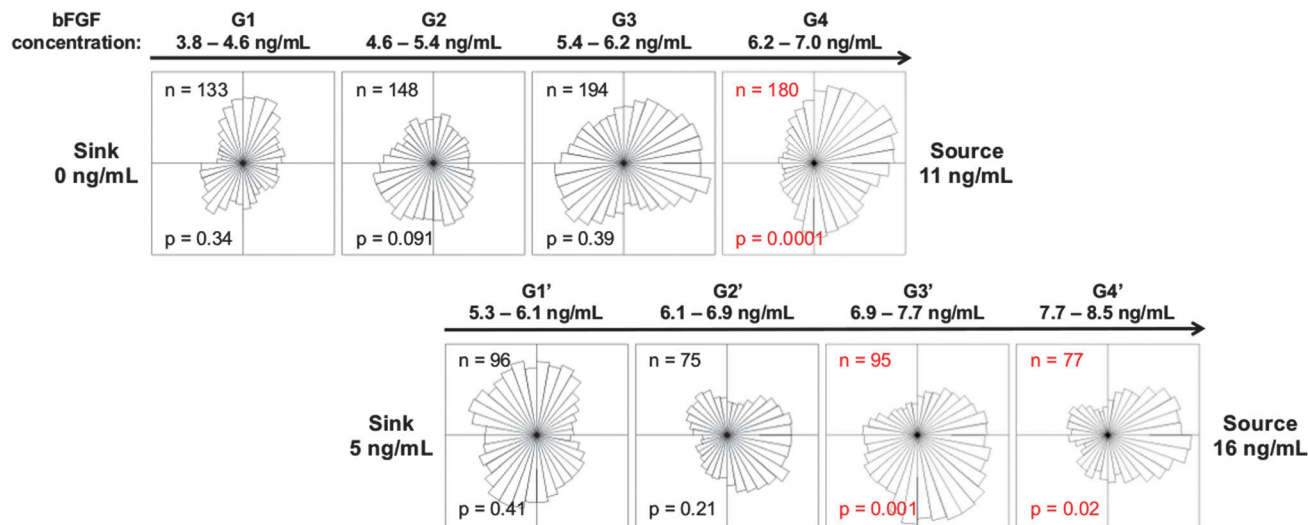 bFGF
concentration:
G1
3.8 – 4.6 ng/mL
G2
4.6 – 5.4 ng/mL
G3
5.4 – 6.2 ng/mL
G4
6.2 – 7.0 ng/mL
Sink
0 ng/mL
n = 133
p = 0.34
n = 148
p = 0.091
n = 194
p = 0.39
n = 180
p = 0.0001
Source
11 ng/mL
G1’
5.3 – 6.1 ng/mL
G2’
6.1 – 6.9 ng/mL
G3’
6.9 – 7.7 ng/mL
G4’
7.7 – 8.5 ng/mL
Sink
5 ng/mL
n = 96
p = 0.41
n = 75
p = 0.21
n = 95
p = 0.001
n = 77
p = 0.02
Source
16 ng/mL